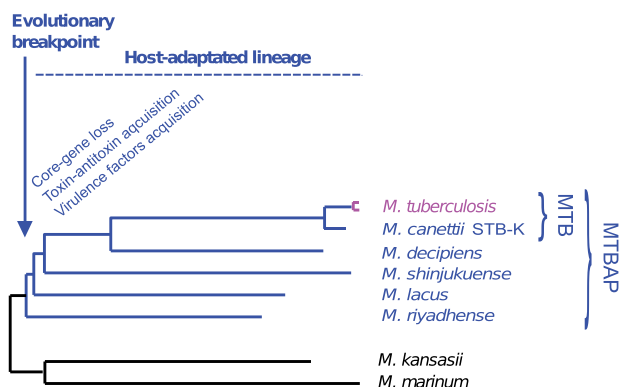 Evolutionary
breakpoint
Host-adaptated lineage
Core-gene loss
Toxin-antitoxin aqcuisition
Virulence factors acquisition
M. tuberculosis
M. canettii STB-K
M. decipiens
M. shinjukuense
M. lacus
M. riyadhense
MTB
MTBAP
M. kansasii
M. marinum